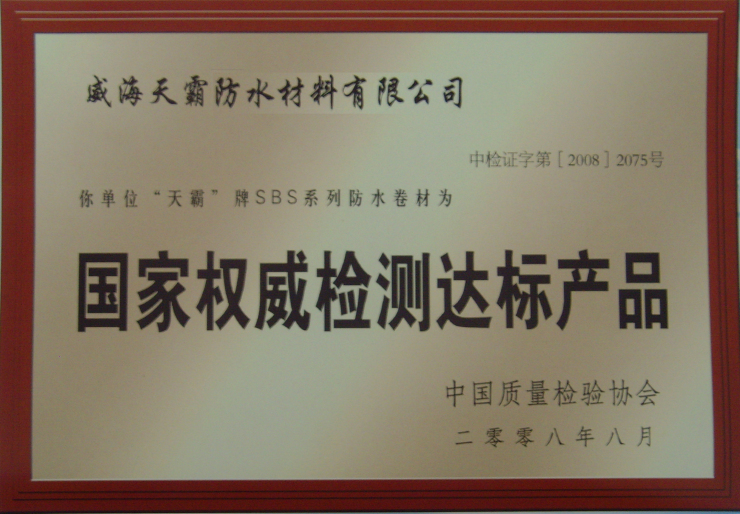 威海天霸防水材料有限公司
中检证字第［2008］2075号
你单位“天霸”牌SBS系列防水卷材为
国家权威检测达标产品
中国质量检验协会
二零零八年八月